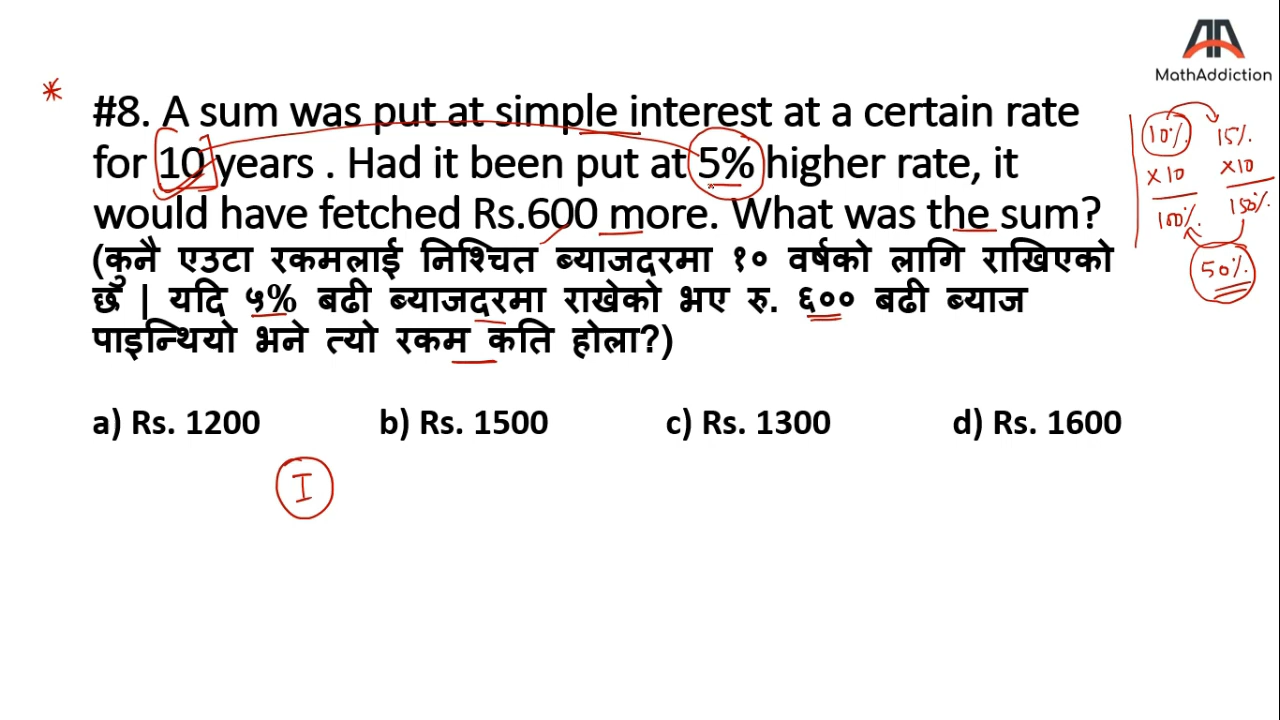 MathAddiction
*
#8. A sum was put at simple interest at a certain rate
for 10 years . Had it been put at 5% higher rate, it
would have fetched Rs.600 more. What was the sum?
(कुनै एउटा रकमलाई निश्चित ब्याजदरमा १० वर्षको लागि राखिएको
छ | यदि ५% बढी ब्याजदरमा राखेको भए रु. ६०० बढी ब्याज
पाइन्थियो भने त्यो रकम कति होला?)
a) Rs. 1200 b) Rs. 1500 c) Rs. 1300 d) Rs. 1600
I
10% 15%
×10 ×10
100% 150%
50%